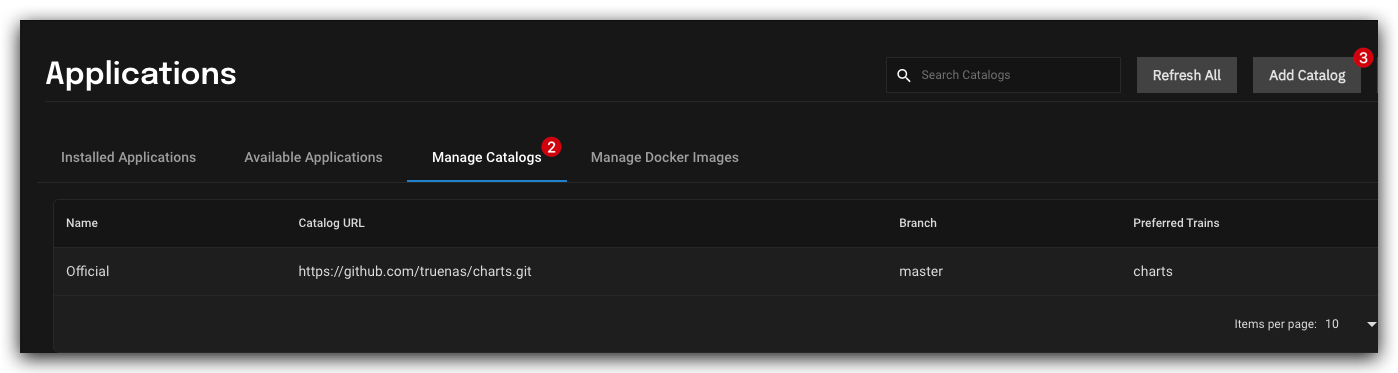 Applications
Search Catalogs
Refresh All
Add Catalog
3
Installed Applications
Available Applications
Manage Catalogs
2
Manage Docker Images
Name Catalog URL Branch Preferred Trains
Official https://github.com/truenas/charts.git master charts
Items per page: 10